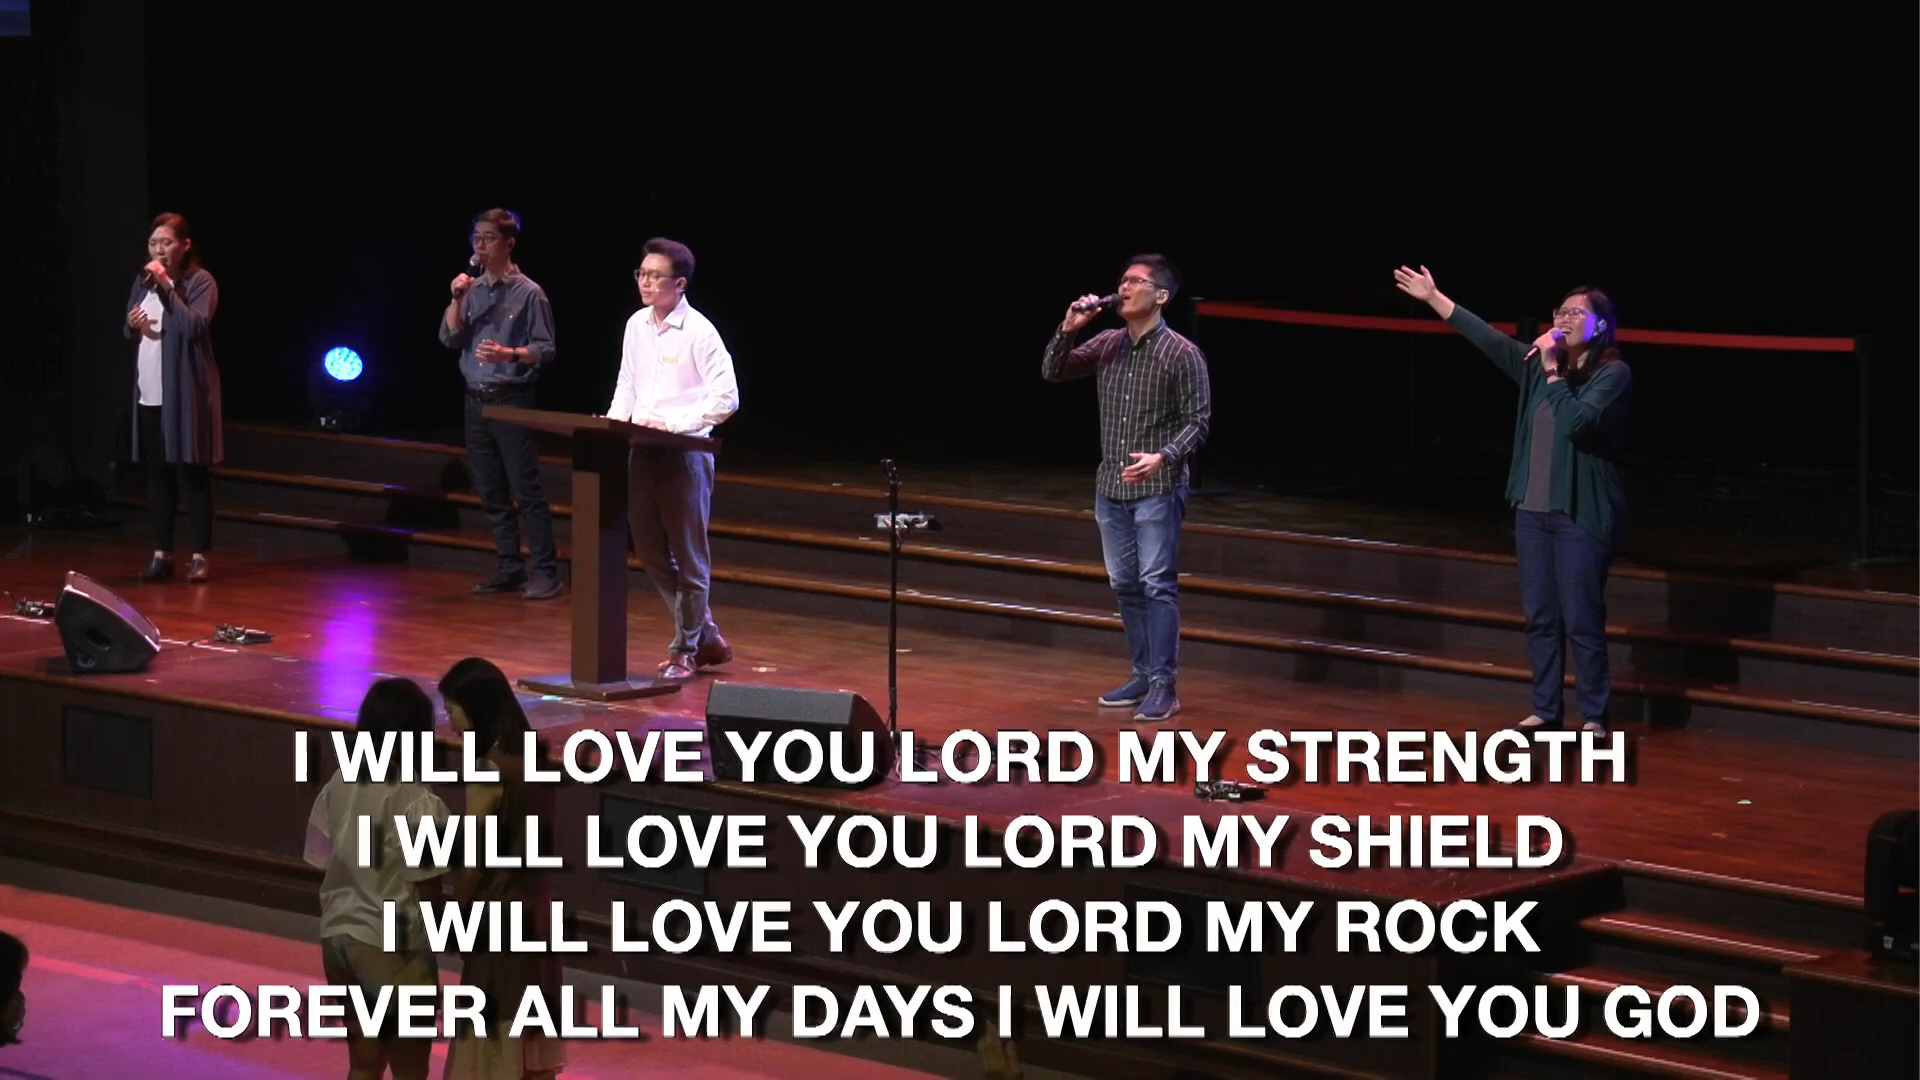 I WILL LOVE YOU LORD MY STRENGTH
I WILL LOVE YOU LORD MY SHIELD
I WILL LOVE YOU LORD MY ROCK
FOREVER ALL MY DAYS I WILL LOVE YOU GOD